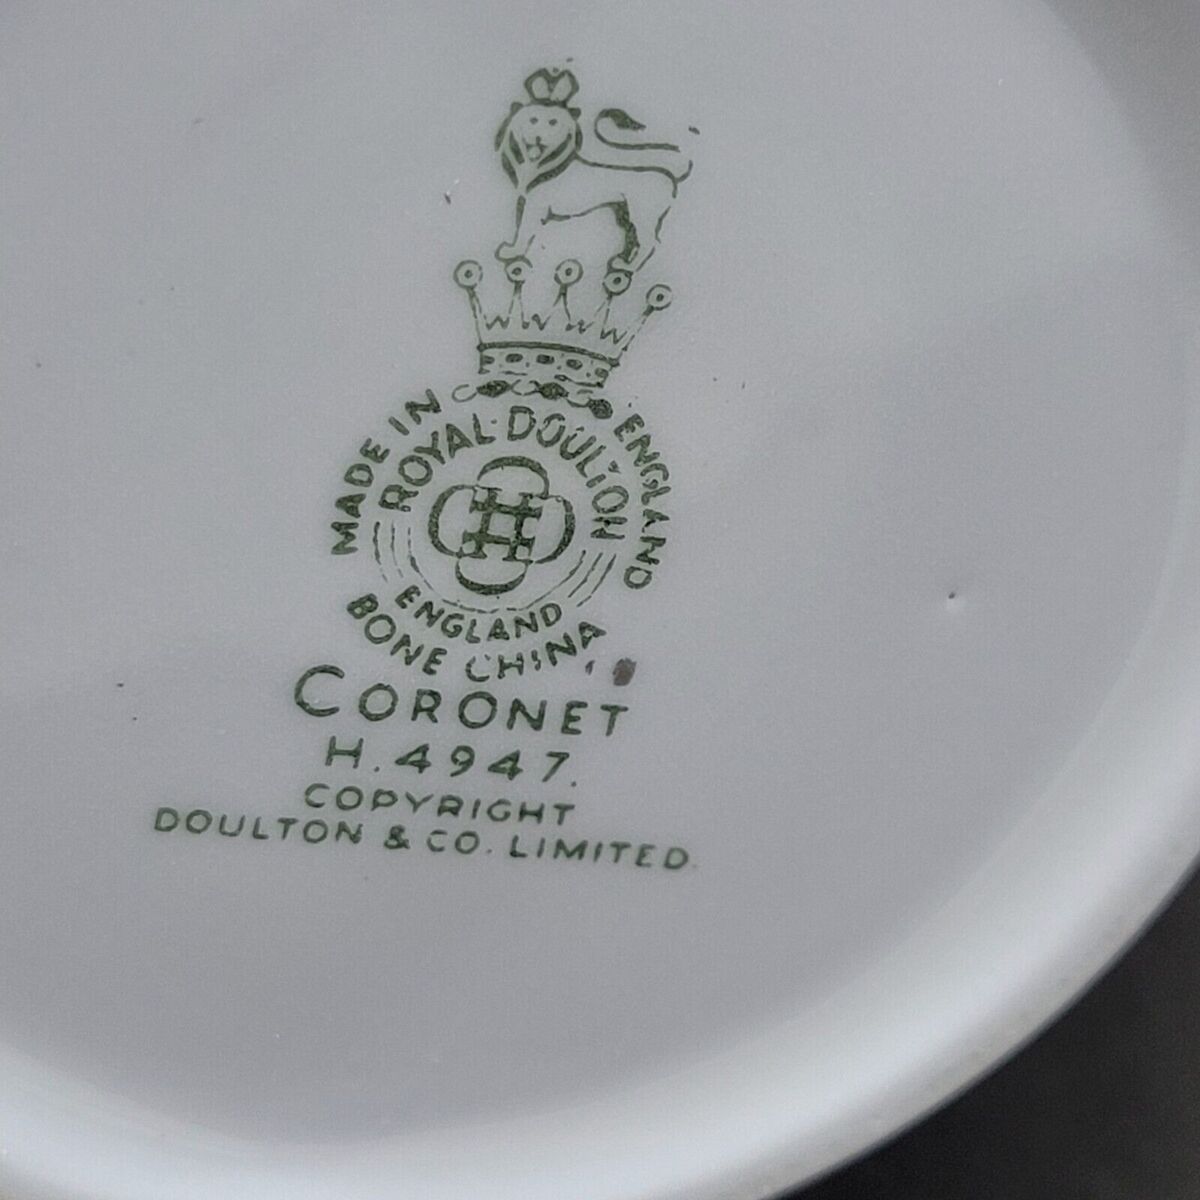 MADE IN ENGLAND
ROYAL DOULTON
ENGLAND
BONE CHINA
CORONET
H.4947.
COPYRIGHT
DOULTON & CO. LIMITED.